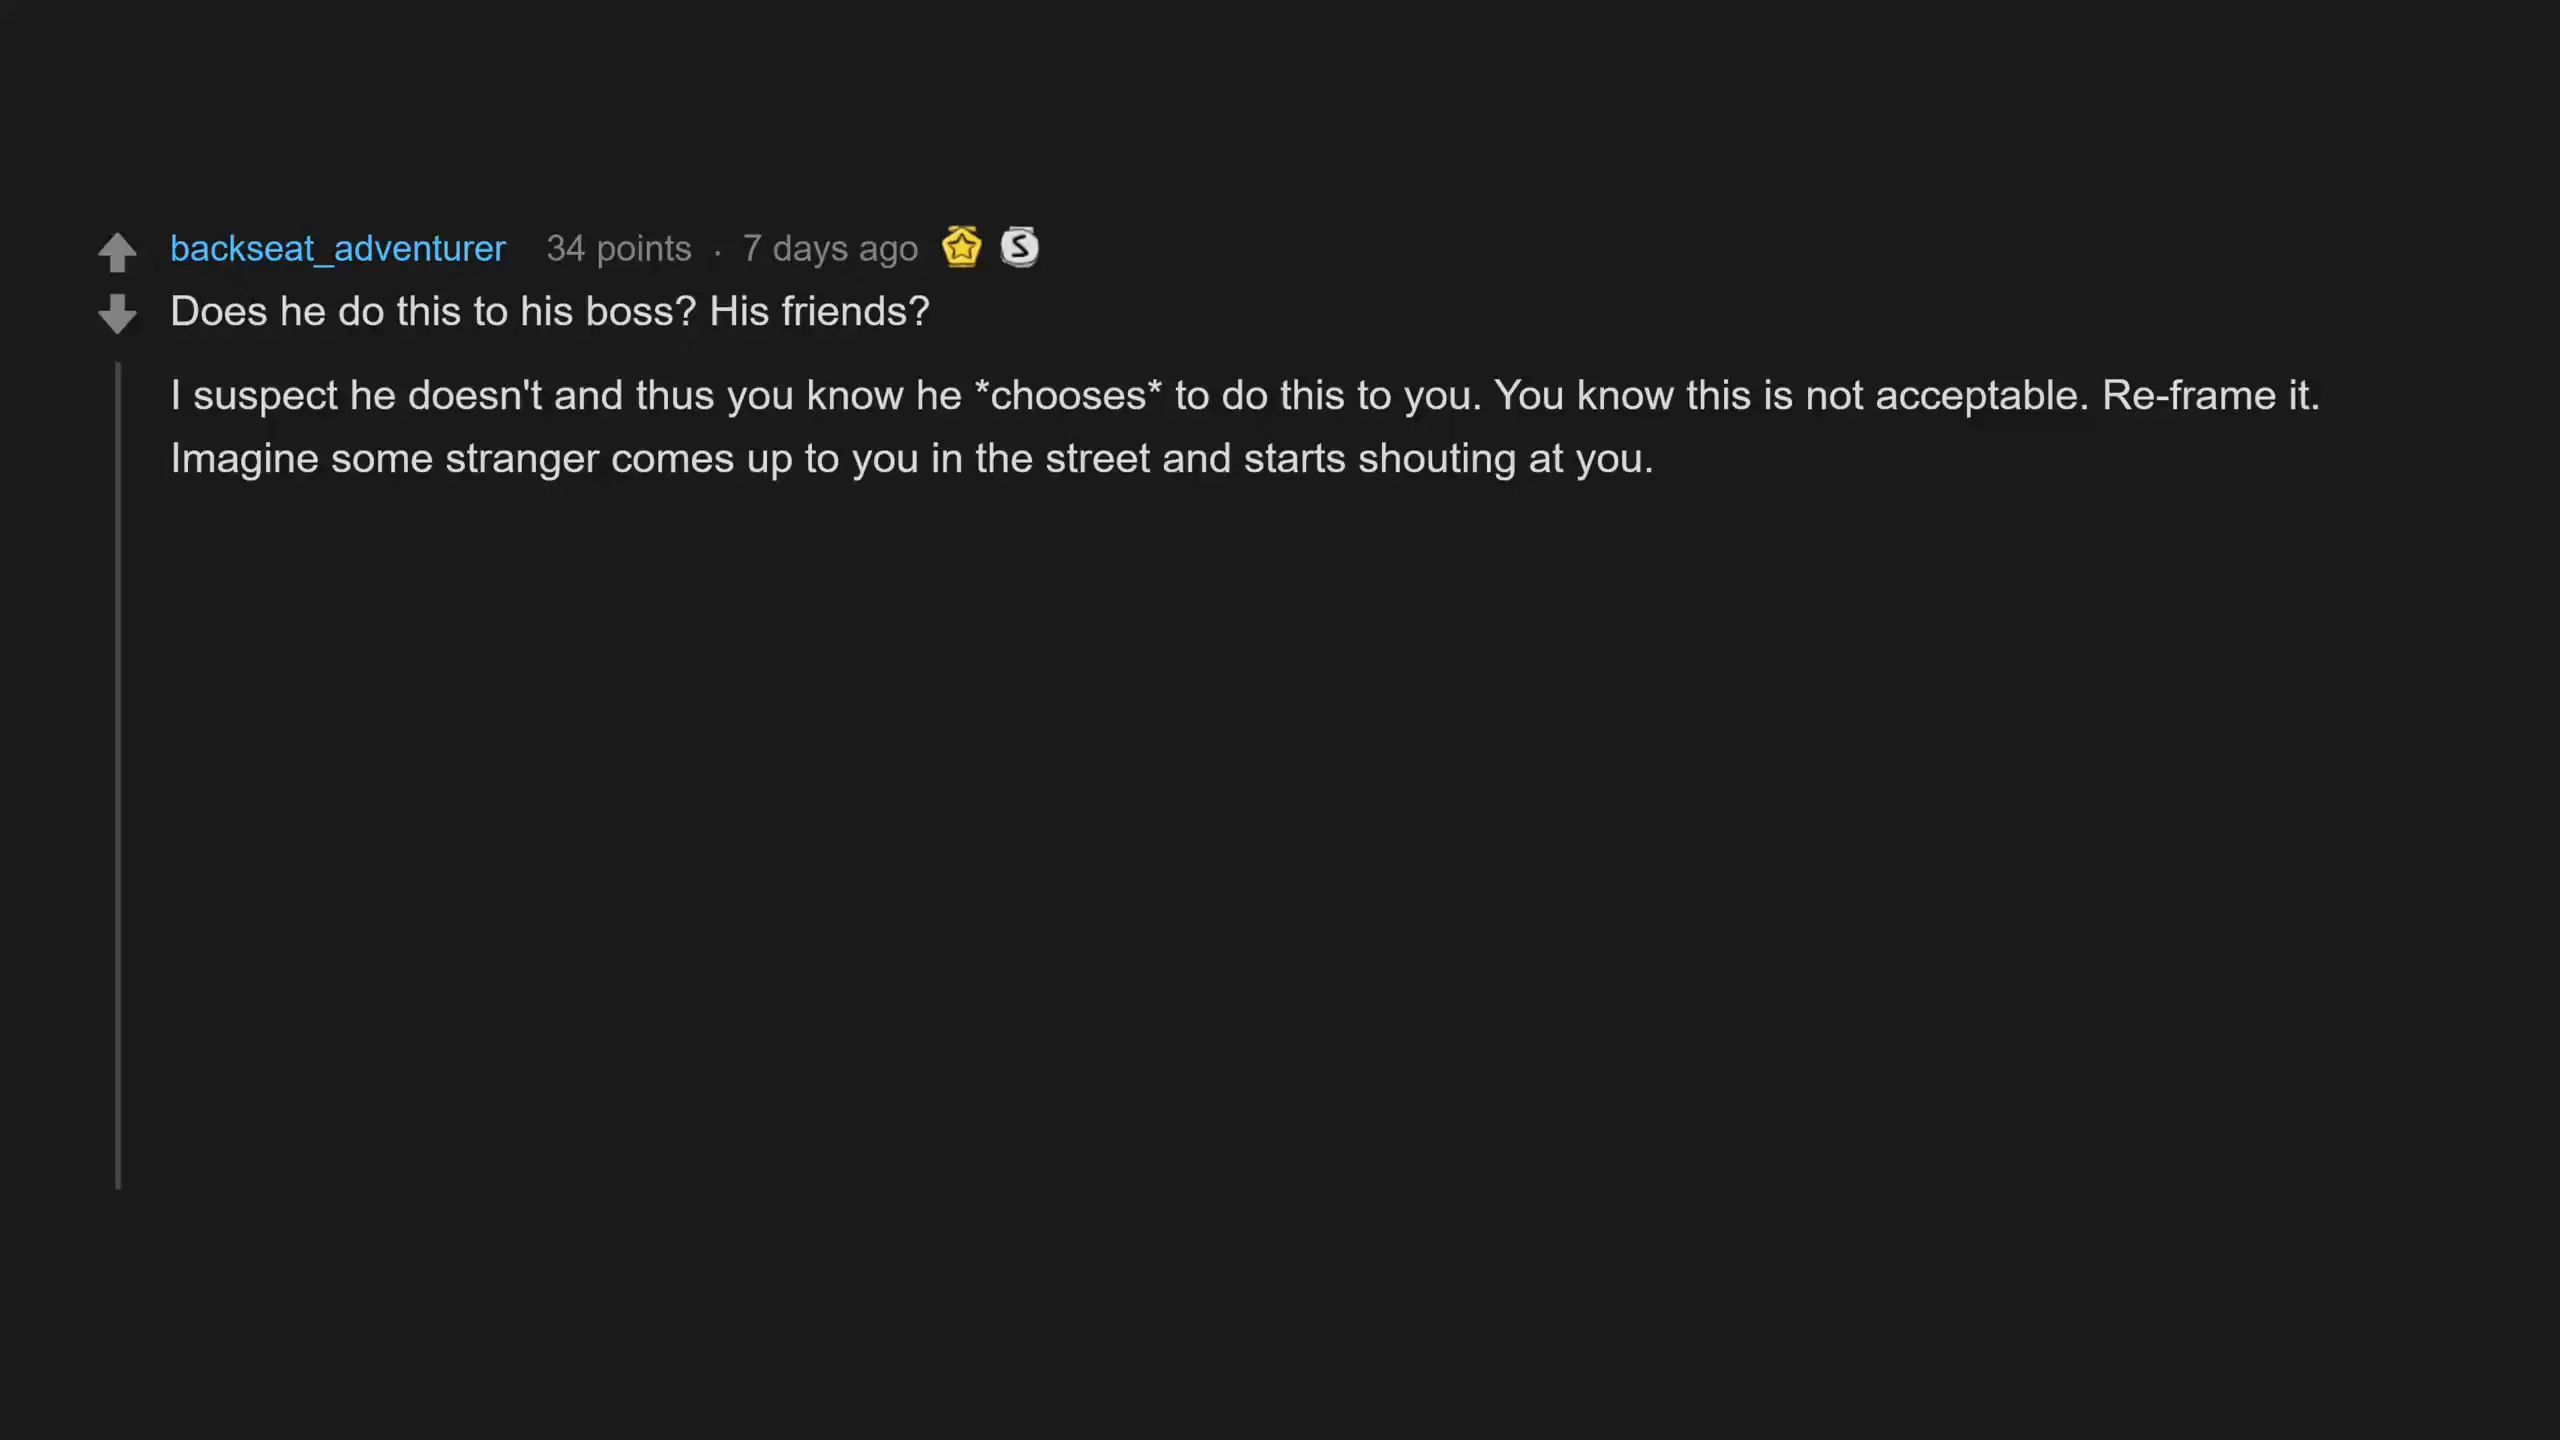 backseat_adventurer 34 points · 7 days ago S
Does he do this to his boss? His friends?
I suspect he doesn't and thus you know he *chooses* to do this to you. You know this is not acceptable. Re-frame it.
Imagine some stranger comes up to you in the street and starts shouting at you.